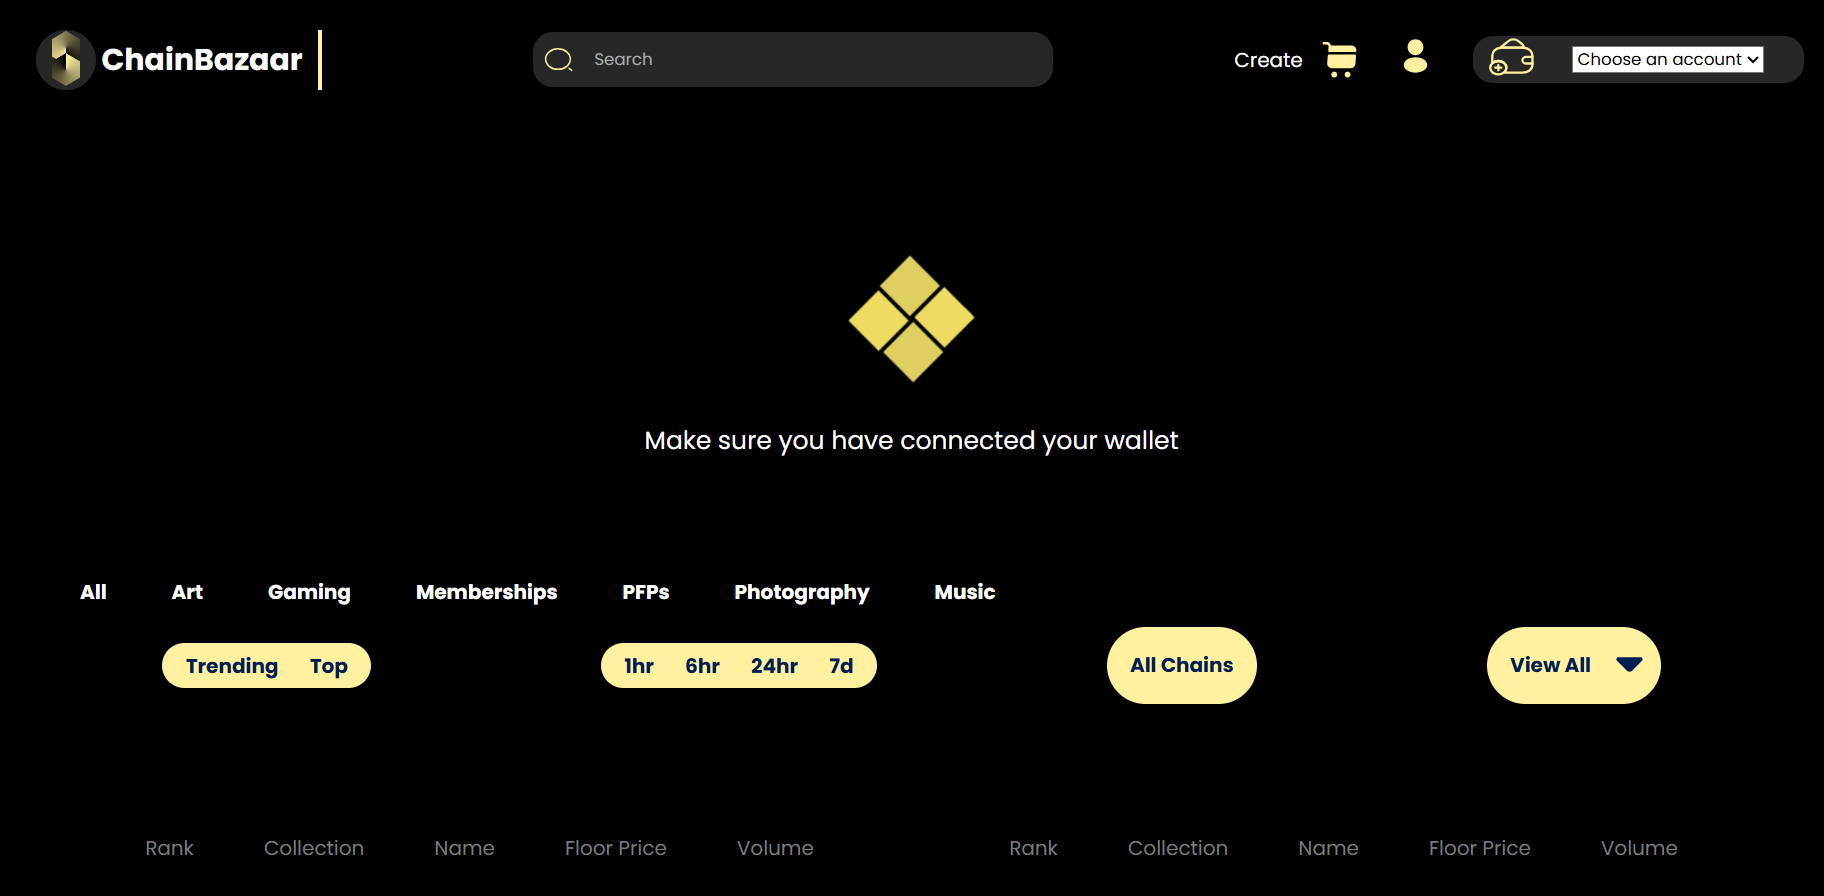 ChainBazaar Search Create Choose an account
Make sure you have connected your wallet
All Art Gaming Memberships PFPs Photography Music
Trending Top 1hr 6hr 24hr 7d All Chains View All
Rank Collection Name Floor Price Volume Rank Collection Name Floor Price Volume